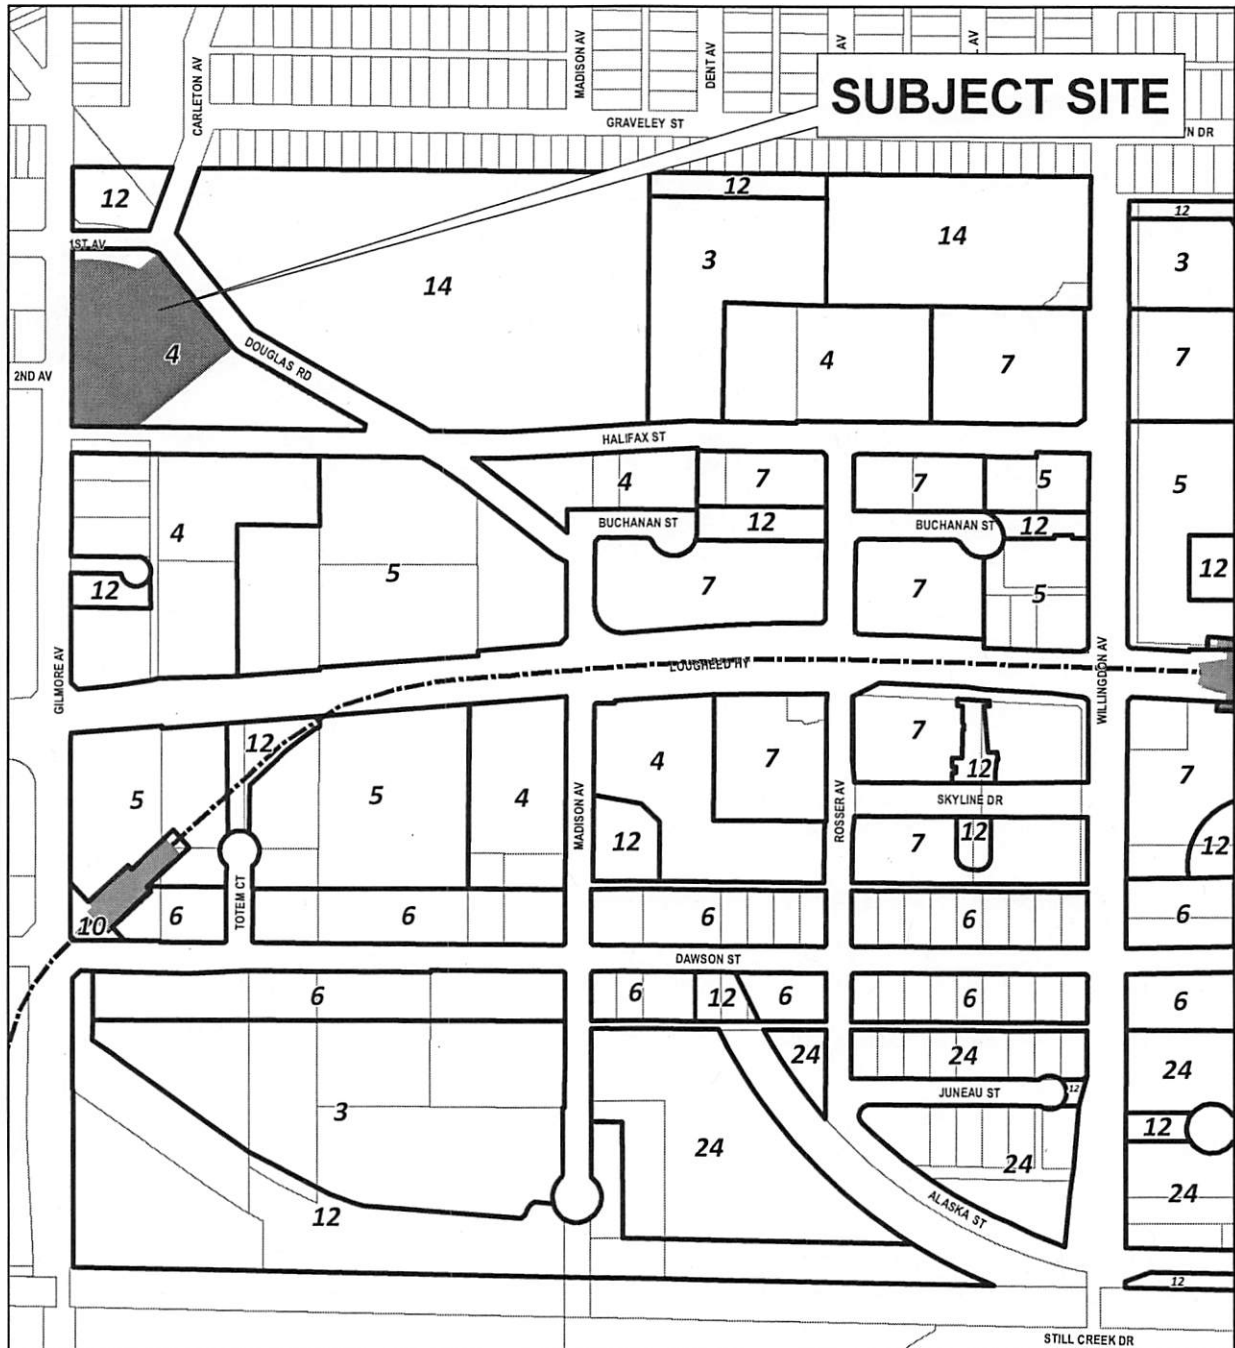 CARLETON AV
MADISON AV
DENT AV
AV
AV
SUBJECT SITE
GRAVELEY ST
WN DR
12
12
12
1ST AV
14
3
14
3
4
DOUGLAS RD
4
7
7
2ND AV
HALIFAX ST
4
7
7
5
5
4
BUCHANAN ST
12
BUCHANAN ST
12
12
5
7
7
5
12
GILMORE AV
LOUGHEED HY
WILLINGDON AV
12
5
5
4
4
7
7
12
7
MADISON AV
ROSSER AV
SKYLINE DR
12
7
12
12
10
6
TOTEM CT
6
6
6
6
DAWSON ST
6
6
12
6
6
6
24
24
24
JUNEAU ST
12
3
24
12
24
12
ALASKA ST
24
12
STILL CREEK DR